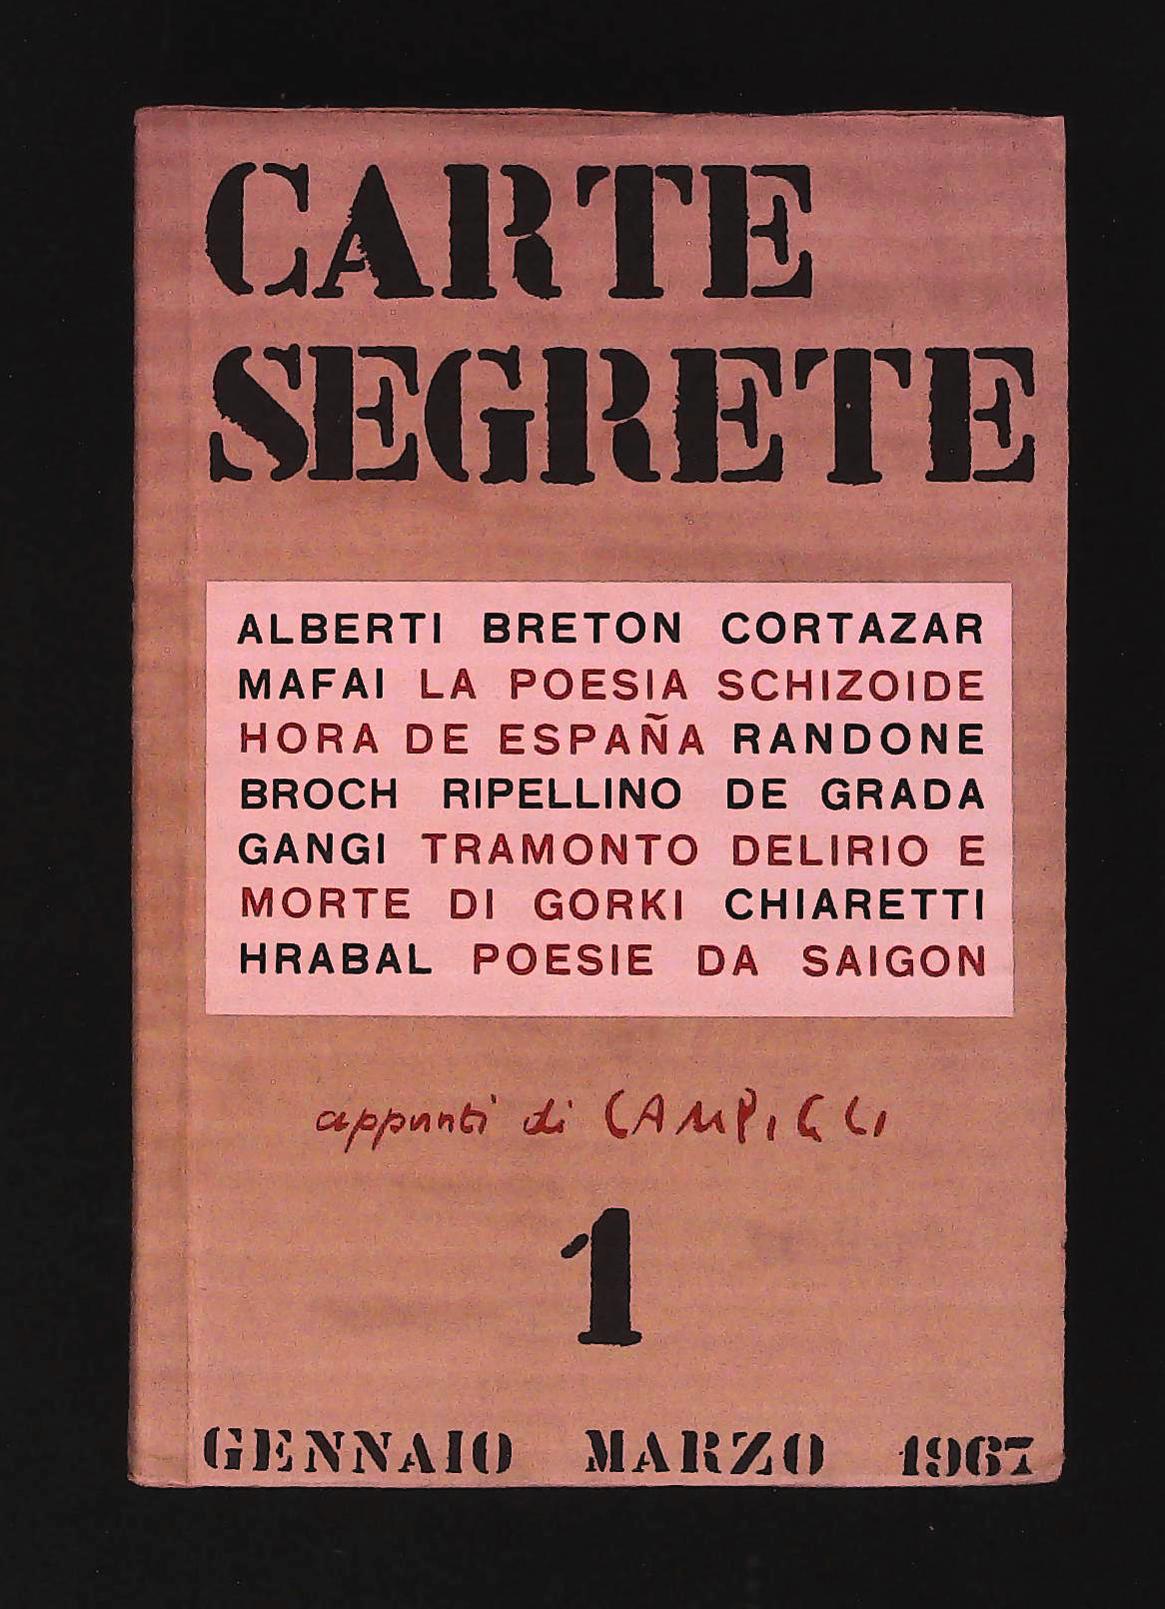 CARTE
SEGRETE
ALBERTI BRETON CORTAZAR
MAFAI LA POESIA SCHIZOIDE
HORA DE ESPAÑA RANDONE
BROCH RIPELLINO DE GRADA
GANGI TRAMONTO DELIRIO E
MORTE DI GORKI CHIARETTI
HRABAL POESIE DA SAIGON
appunti di CAMPIGLI
1
GENNAIO MARZO 1967